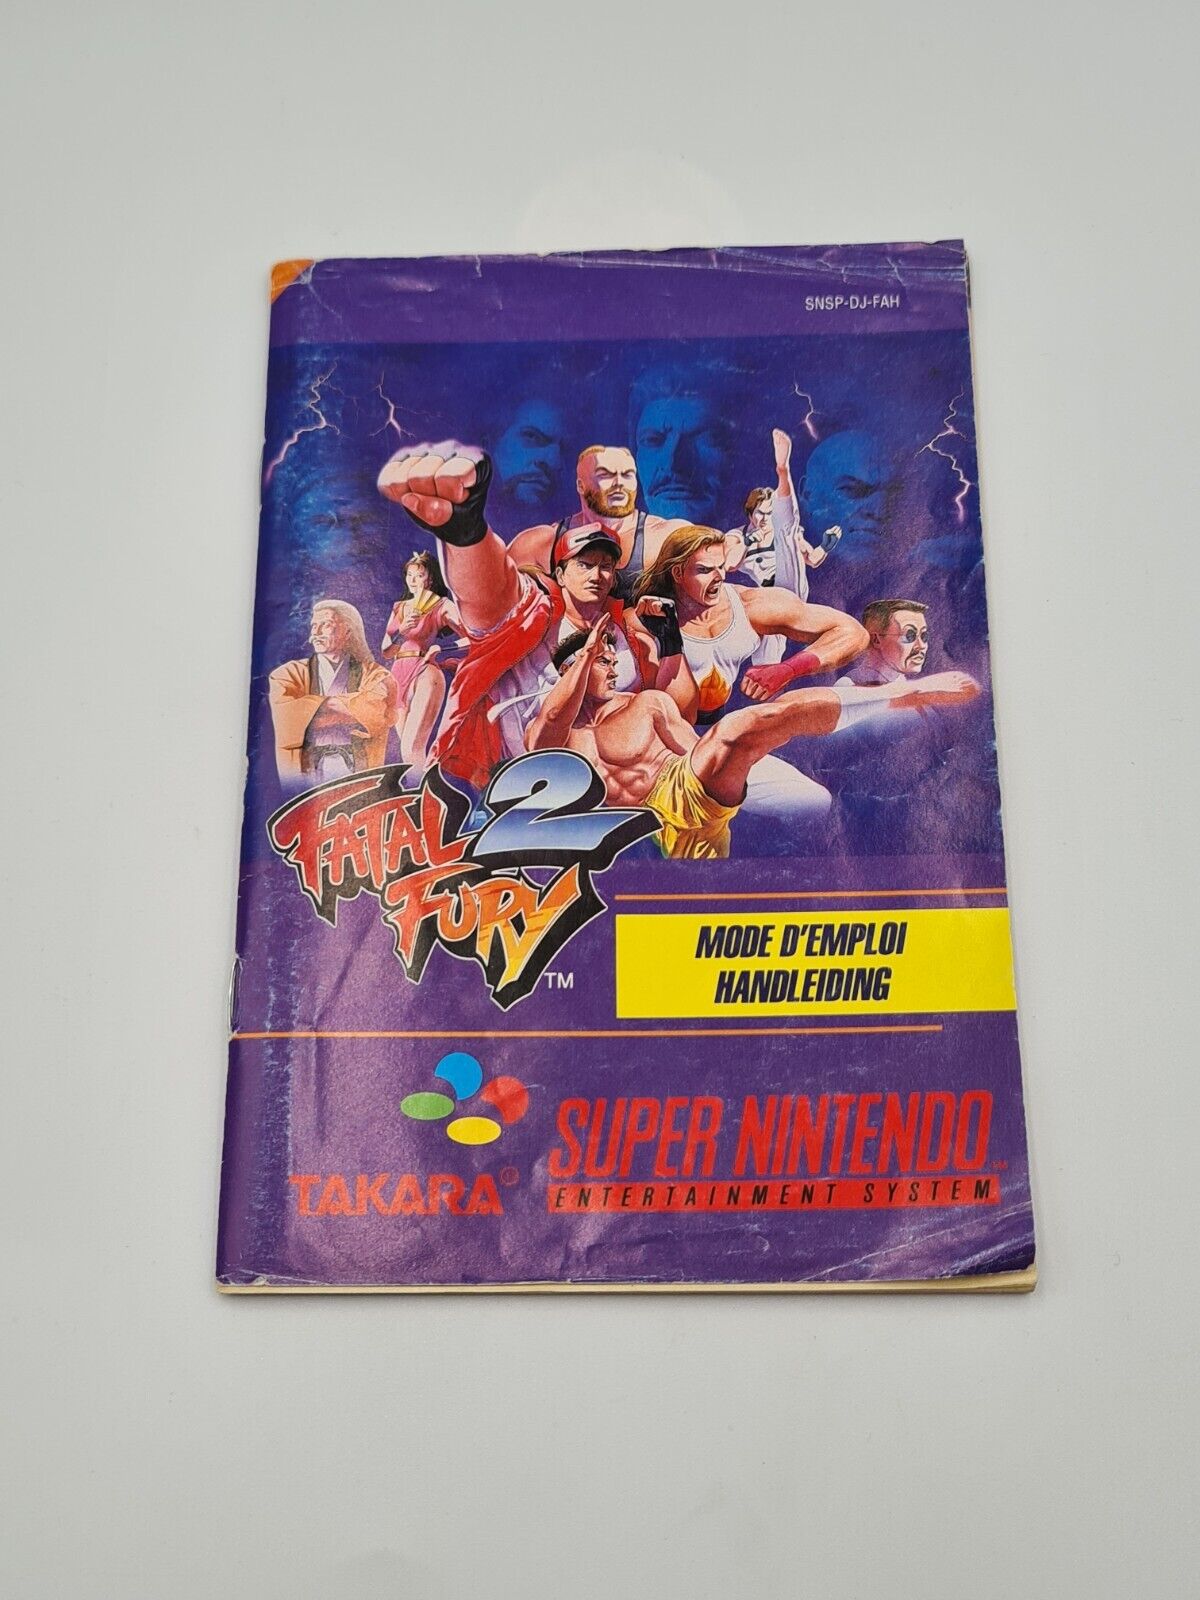 SNSP-DJ-FAH
FATAL 2
FURY
TM
MODE D'EMPLOI
HANDLEIDING
TAKARA®
SUPER NINTENDO
ENTERTAINMENT SYSTEM